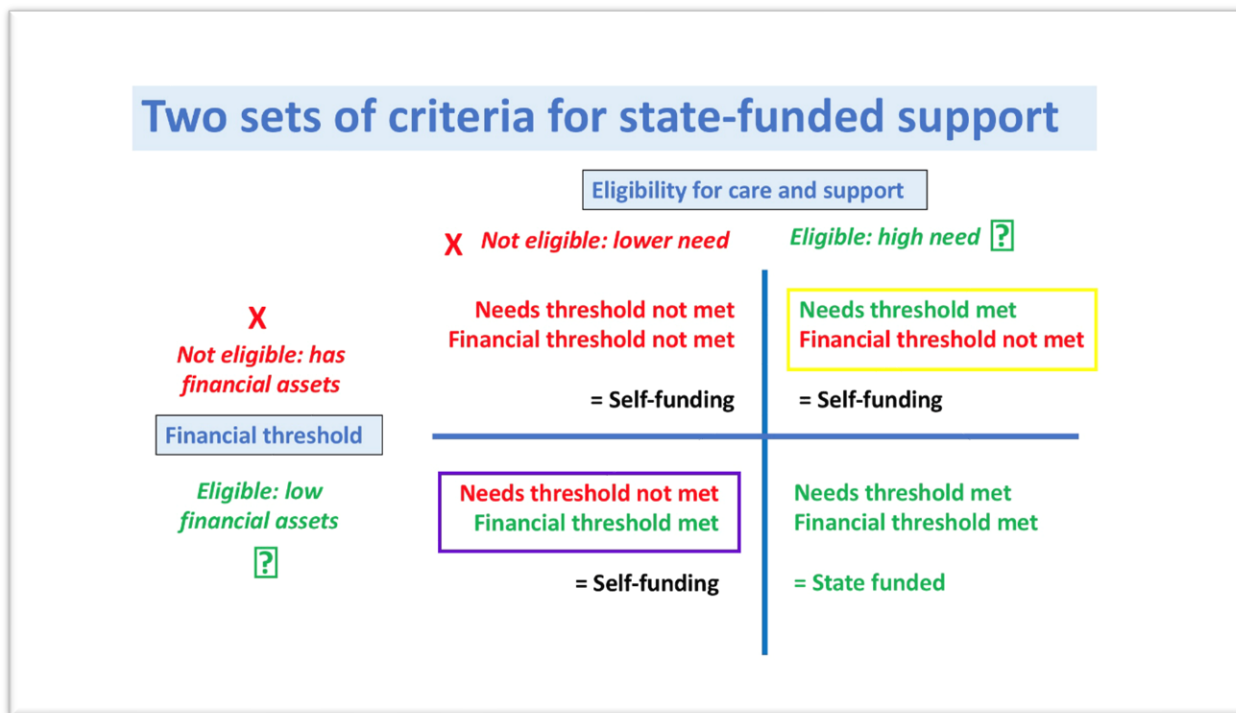 Two sets of criteria for state-funded support
Eligibility for care and support
X Not eligible: lower need
Eligible: high need ?
X
Not eligible: has
financial assets
Needs threshold not met
Financial threshold not met
= Self-funding
Needs threshold met
Financial threshold not met
= Self-funding
Financial threshold
Eligible: low
financial assets
?
Needs threshold not met
Financial threshold met
= Self-funding
Needs threshold met
Financial threshold met
= State funded